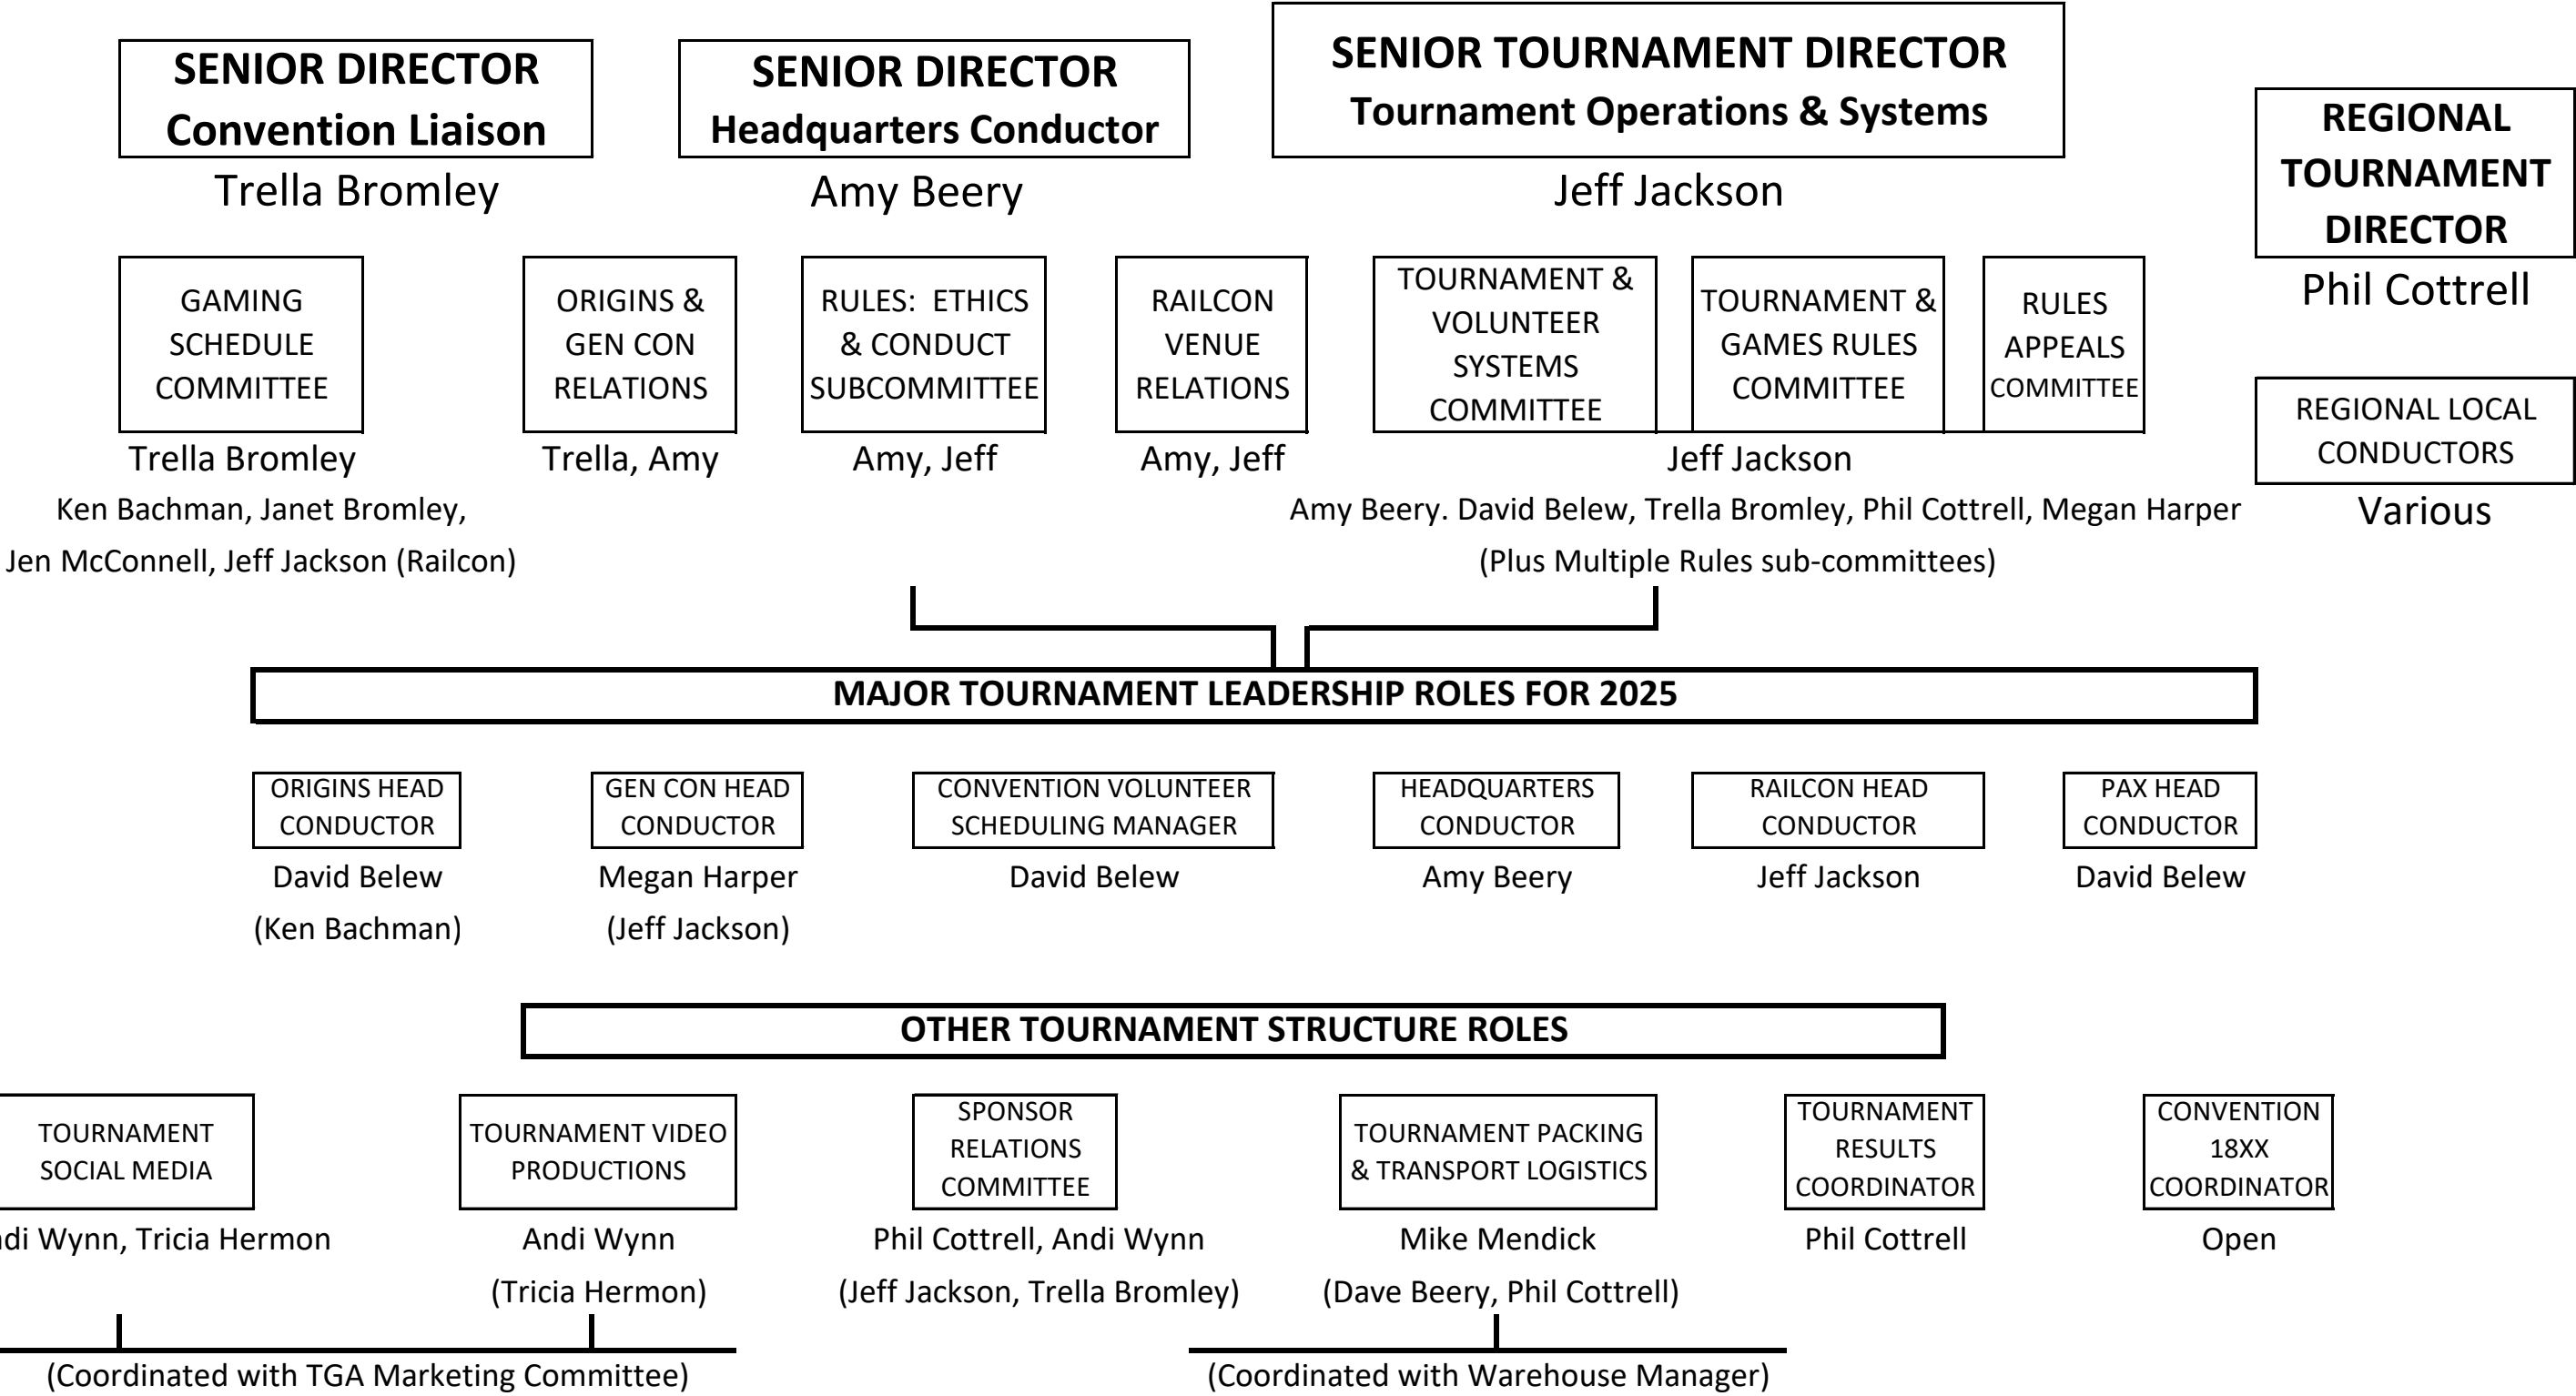 SENIOR DIRECTOR
Convention Liaison
Trella Bromley
SENIOR DIRECTOR
Headquarters Conductor
Amy Beery
SENIOR TOURNAMENT DIRECTOR
Tournament Operations & Systems
Jeff Jackson
REGIONAL
TOURNAMENT
DIRECTOR
Phil Cottrell
GAMING
SCHEDULE
COMMITTEE
Trella Bromley
Ken Bachman, Janet Bromley,
Jen McConnell, Jeff Jackson (Railcon)
ORIGINS &
GEN CON
RELATIONS
Trella, Amy
RULES:  ETHICS
& CONDUCT
SUBCOMMITTEE
Amy, Jeff
RAILCON
VENUE
RELATIONS
Amy, Jeff
TOURNAMENT &
VOLUNTEER
SYSTEMS
COMMITTEE
TOURNAMENT &
GAMES RULES
COMMITTEE
RULES
APPEALS
COMMITTEE
Jeff Jackson
Amy Beery. David Belew, Trella Bromley, Phil Cottrell, Megan Harper
(Plus Multiple Rules sub-committees)
REGIONAL LOCAL
CONDUCTORS
Various
MAJOR TOURNAMENT LEADERSHIP ROLES FOR 2025
ORIGINS HEAD
CONDUCTOR
David Belew
(Ken Bachman)
GEN CON HEAD
CONDUCTOR
Megan Harper
(Jeff Jackson)
CONVENTION VOLUNTEER
SCHEDULING MANAGER
David Belew
HEADQUARTERS
CONDUCTOR
Amy Beery
RAILCON HEAD
CONDUCTOR
Jeff Jackson
PAX HEAD
CONDUCTOR
David Belew
OTHER TOURNAMENT STRUCTURE ROLES
TOURNAMENT
SOCIAL MEDIA
Wynn, Tricia Hermon
TOURNAMENT VIDEO
PRODUCTIONS
Andi Wynn
(Tricia Hermon)
(Coordinated with TGA Marketing Committee)
SPONSOR
RELATIONS
COMMITTEE
Phil Cottrell, Andi Wynn
(Jeff Jackson, Trella Bromley)
TOURNAMENT PACKING
& TRANSPORT LOGISTICS
Mike Mendick
(Dave Beery, Phil Cottrell)
(Coordinated with Warehouse Manager)
TOURNAMENT
RESULTS
COORDINATOR
Phil Cottrell
CONVENTION
18XX
COORDINATOR
Open